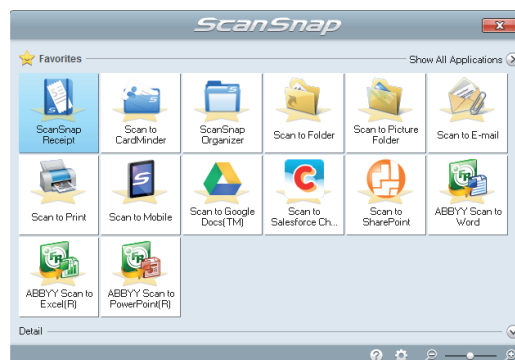 ScanSnap
Favorites
Show All Applications
ScanSnap
Receipt
Scan to
CardMinder
ScanSnap
Organizer
Scan to Folder
Scan to Picture
Folder
Scan to E-mail
Scan to Print
Scan to Mobile
Scan to Google
Docs(TM)
Scan to
Salesforce Ch...
Scan to
SharePoint
ABBYY Scan to
Word
ABBYY Scan to
Excel(R)
ABBYY Scan to
PowerPoint(R)
Detail